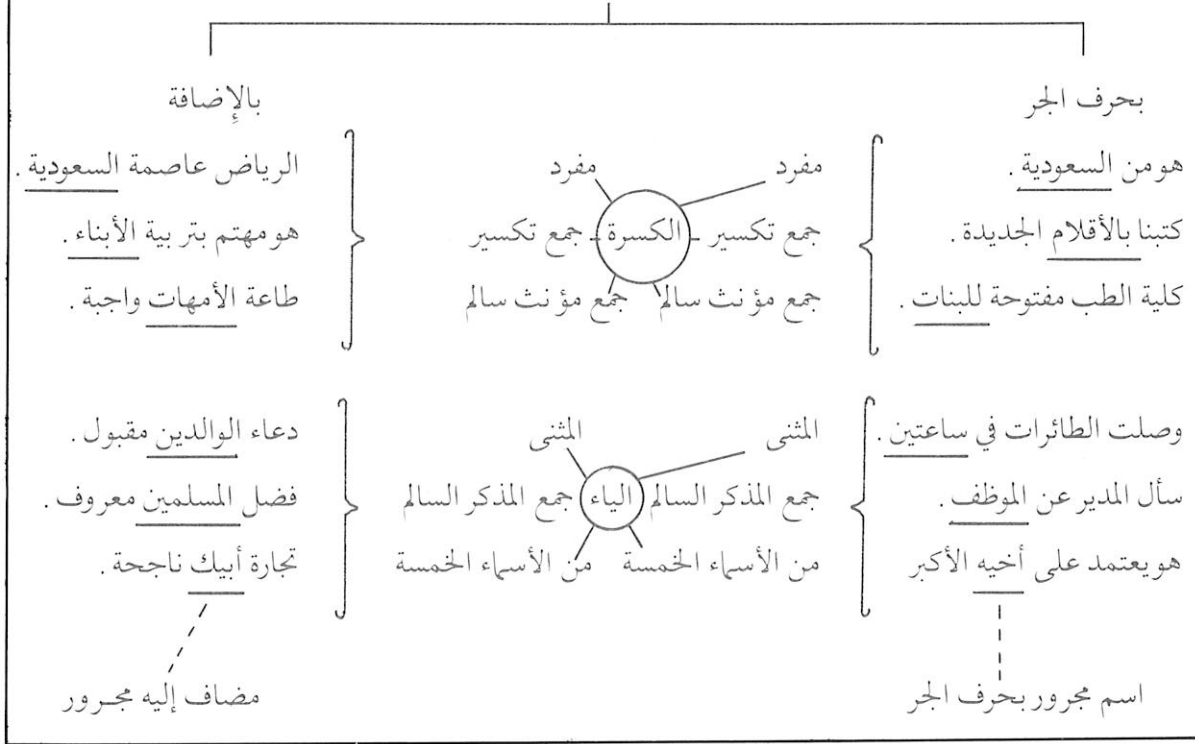 بحرف الجر
بالإضافة
هو من السعودية . مفرد مفرد الرياض عاصمة السعودية .
كتبنا بالأقلام الجديدة . جمع تكسير الكسرة جمع تكسير هو مهتم بتربية الأبناء .
كلية الطب مفتوحة للبنات . جمع مؤنث سالم جمع مؤنث سالم طاعة الأمهات واجبة .
وصلت الطائرات في ساعتين . المثنى المثنى دعاء الوالدين مقبول .
سأل المدير عن الموظف . جمع المذكر السالم الياء جمع المذكر السالم فضل المسلمين معروف .
هو يعتمد على أخيه الأكبر من الأسماء الخمسة من الأسماء الخمسة تجارة أبيك ناجحة .
اسم مجرور بحرف الجر مضاف إليه مجرور